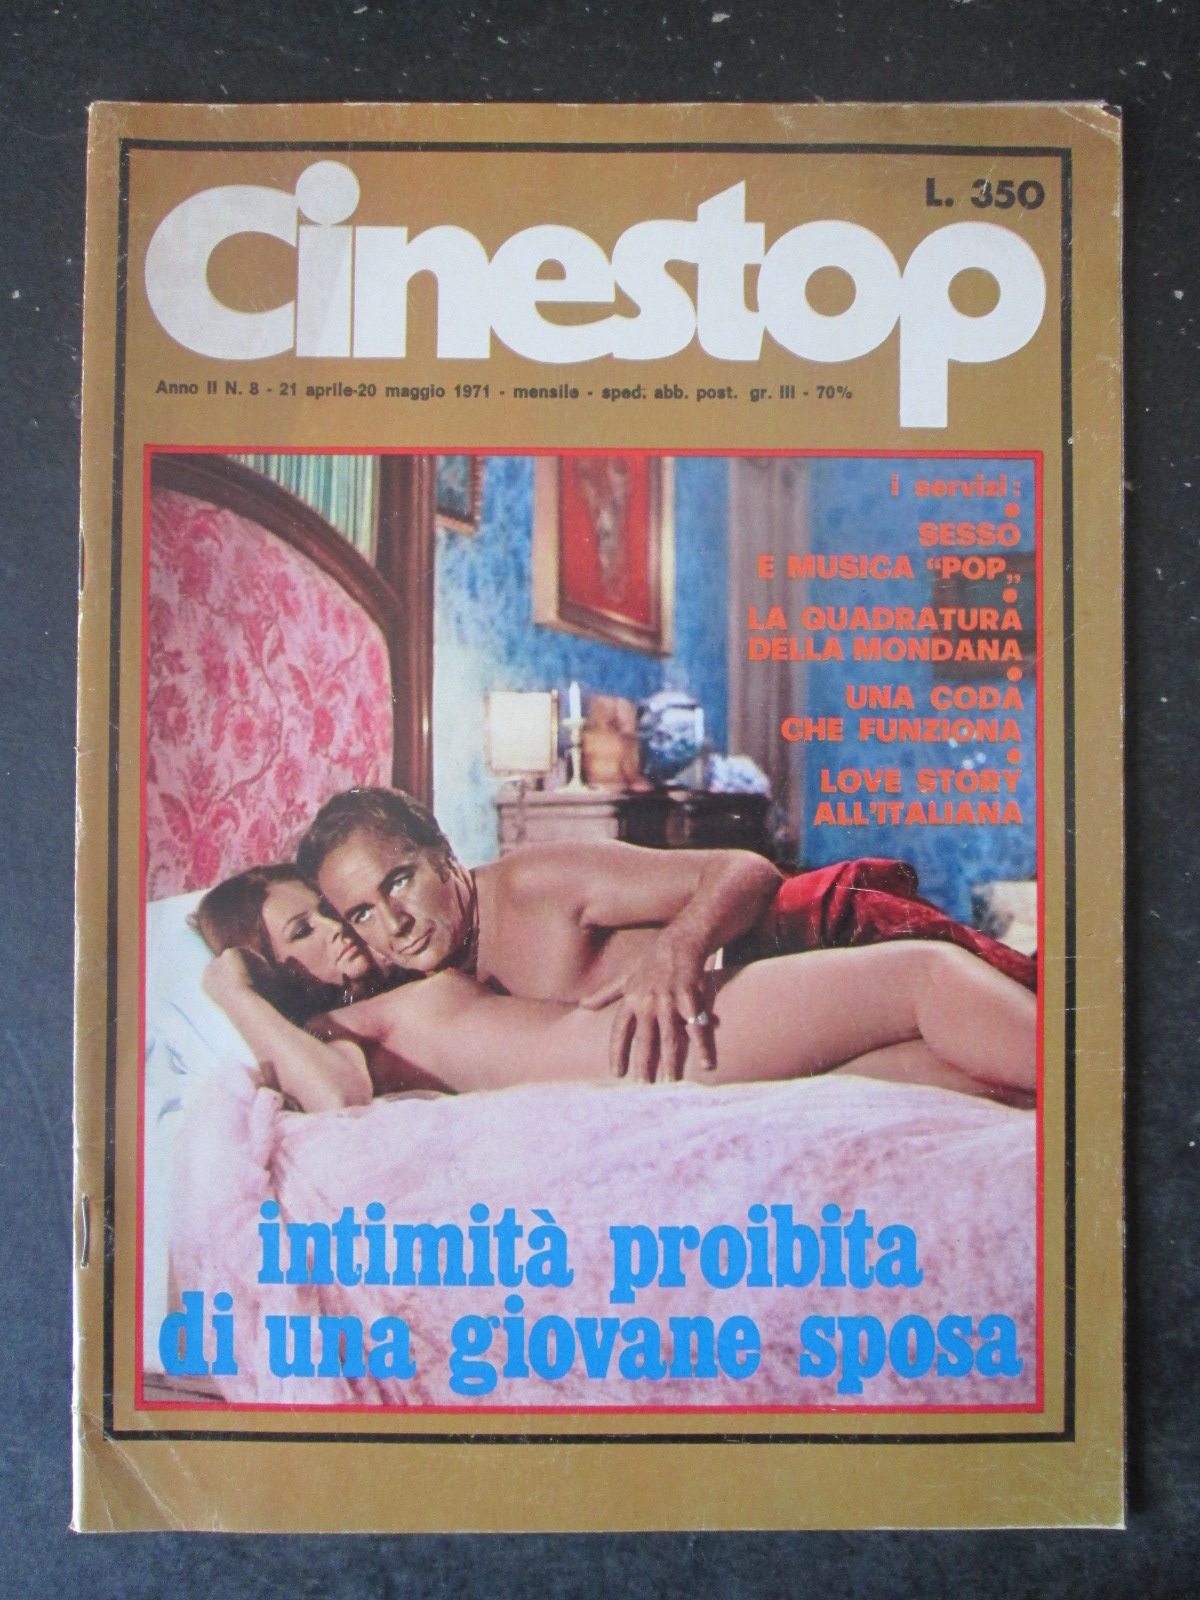 L. 350
Cinestop
Anno II N. 8 - 21 aprile-20 maggio 1971 - mensile - sped. abb. post. gr. III - 70%
i servizi:
SESSO
E MUSICA “POP„
LA QUADRATURA
DELLA MONDANA
UNA CODA
CHE FUNZIONA
LOVE STORY
ALL'ITALIANA
intimità proibita
di una giovane sposa